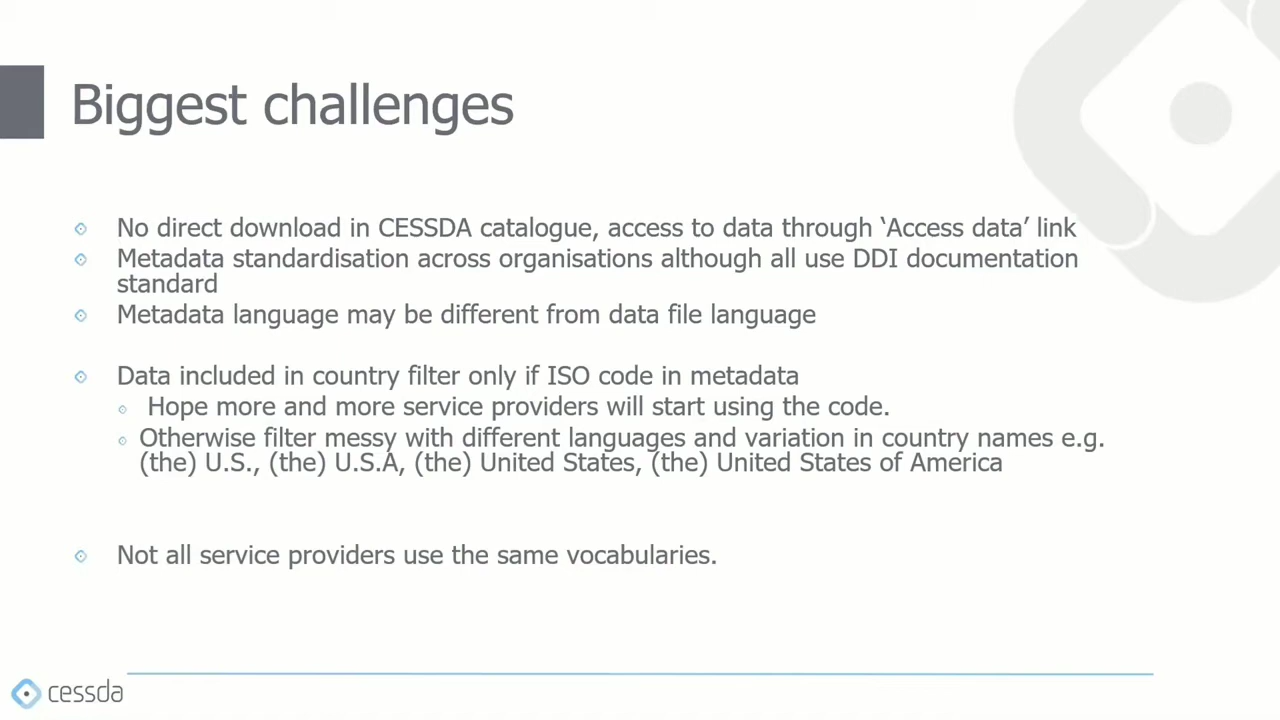 Biggest challenges
No direct download in CESSDA catalogue, access to data through ‘Access data’ link
Metadata standardisation across organisations although all use DDI documentation
standard
Metadata language may be different from data file language
Data included in country filter only if ISO code in metadata
Hope more and more service providers will start using the code.
Otherwise filter messy with different languages and variation in country names e.g.
(the) U.S., (the) U.S.A, (the) United States, (the) United States of America
Not all service providers use the same vocabularies.
cessda